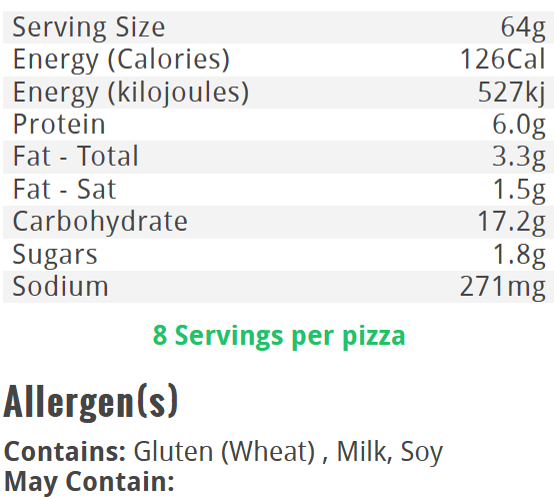 Serving Size 64g
Energy (Calories) 126Cal
Energy (kilojoules) 527kj
Protein 6.0g
Fat - Total 3.3g
Fat - Sat 1.5g
Carbohydrate 17.2g
Sugars 1.8g
Sodium 271mg
8 Servings per pizza
Allergen(s)
Contains: Gluten (Wheat) , Milk, Soy
May Contain: